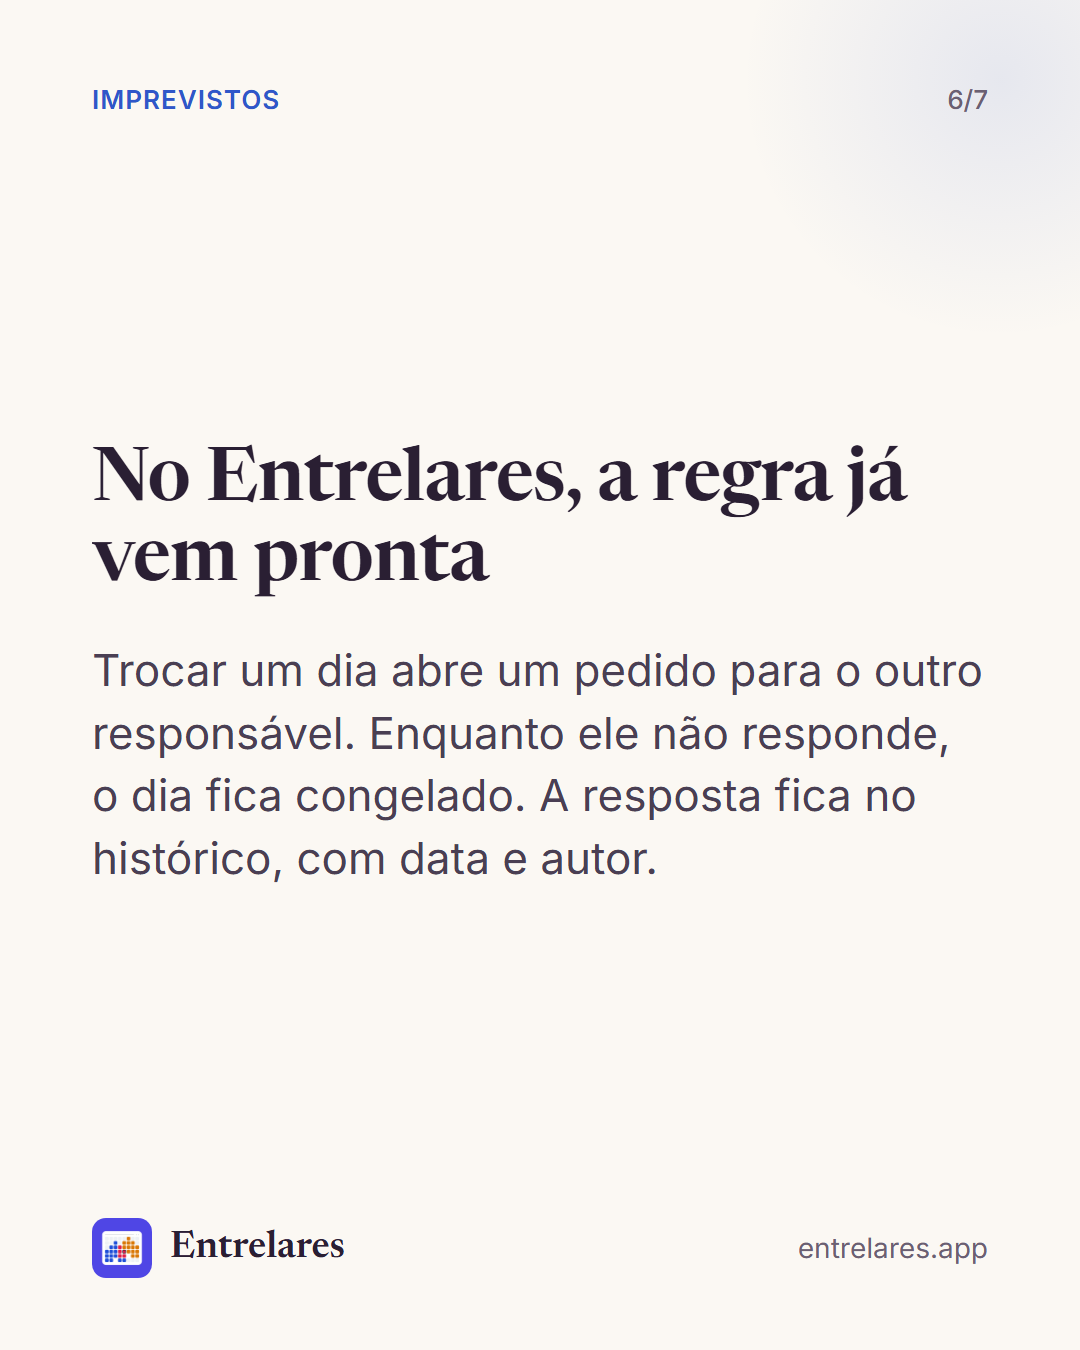 IMPREVISTOS
6/7
No Entrelares, a regra já
vem pronta
Trocar um dia abre um pedido para o outro
responsável. Enquanto ele não responde,
o dia fica congelado. A resposta fica no
histórico, com data e autor.
Entrelares
entrelares.app